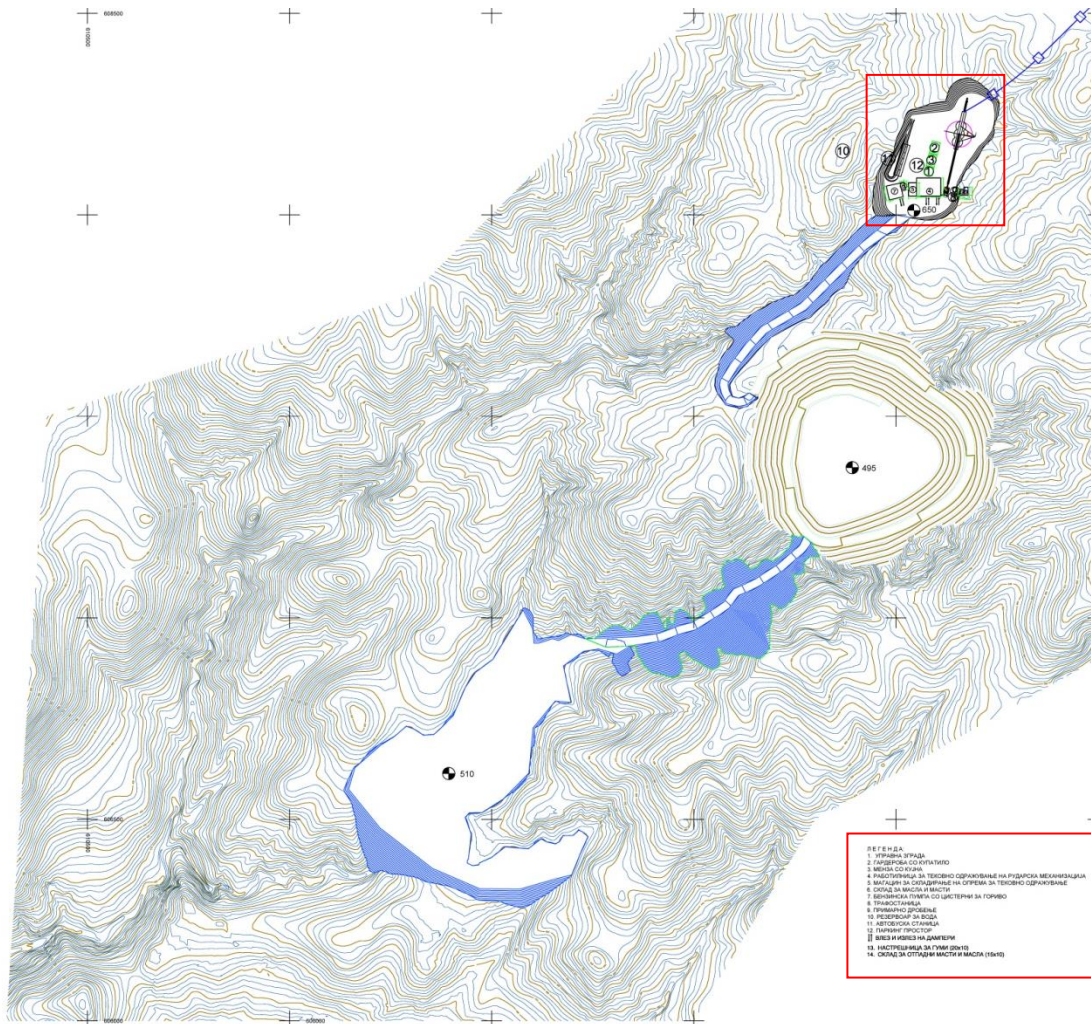 608500
610500
10
2
3
12
1
7
5
4
650
495
510
ЛЕГЕНДА
1. УПРАВНА ЗГРАДА
2. ГАРДЕРОБА СО КУПАТИЛО
3. МЕНЗА СО КУЈНА
4. РАБОТИЛНИЦА ЗА ТЕКОВНО ОДРЖУВАЊЕ НА РУДАРСКА МЕХАНИЗАЦИЈА
5. МАГАЦИН ЗА СКЛАДИРАЊЕ НА ОПРЕМА ЗА ТЕКОВНО ОДРЖУВАЊЕ
6. СКЛАД ЗА МАСЛА И МАСТИ
7. БЕНЗИНСКА ПУМПА СО ЦИСТЕРНИ ЗА ГОРИВО
8. ТРАФОСТАНИЦА
9. ПРИМАРНО ДРОБЕЊЕ
10. РЕЗЕРВОАР ЗА ВОДА
11. АВТОБУСКА СТАНИЦА
12. ПАРКИНГ ПРОСТОР
ВЛЕЗ И ИЗЛЕЗ НА ДАМПЕРИ
13. НАСТРЕШНИЦА ЗА ГУМИ (20x10)
14. СКЛАД ЗА ОТПАДНИ МАСТИ И МАСЛА (15x10)